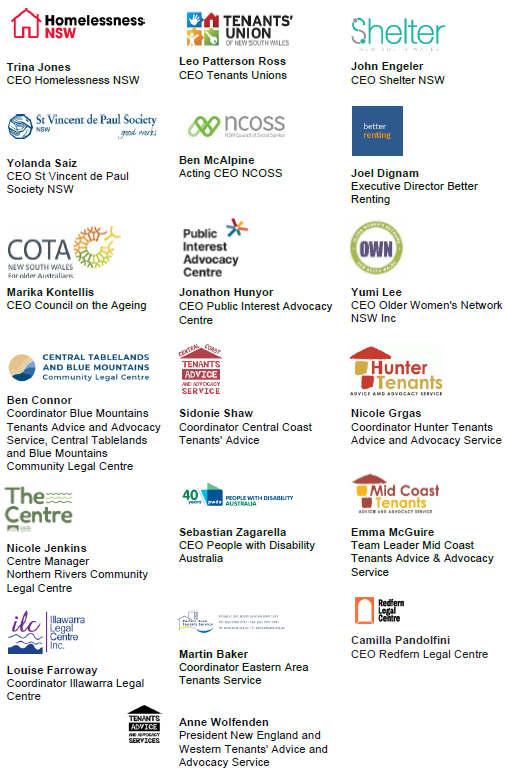 Homelessness
NSW
Trina Jones
CEO Homelessness NSW
TENANTS'
UNION
OF NEW SOUTH WALES
Leo Patterson Ross
CEO Tenants Unions
Shelter
NEW SOUTH WALES
John Engeler
CEO Shelter NSW
St Vincent de Paul Society
NSW
good works
Yolanda Saiz
CEO St Vincent de Paul
Society NSW
ncoss
NSW Council of Social Service
Ben McAlpine
Acting CEO NCOSS
better
renting
Joel Dignam
Executive Director Better
Renting
COTA
NEW SOUTH WALES
For older Australians
Marika Kontellis
CEO Council on the Ageing
Public
Interest
Advocacy
Centre
Jonathon Hunyor
CEO Public Interest Advocacy
Centre
OWN
Yumi Lee
CEO Older Women's Network
NSW Inc
CENTRAL TABLELANDS
AND BLUE MOUNTAINS
Community Legal Centre
Ben Connor
Coordinator Blue Mountains
Tenants Advice and Advocacy
Service, Central Tablelands
and Blue Mountains
Community Legal Centre
CENTRAL COAST
TENANTS
ADVICE
AND ADVOCACY
SERVICE
Sidonie Shaw
Coordinator Central Coast
Tenants' Advice
Hunter
Tenants
ADVICE AND ADVOCACY SERVICE
Nicole Grgas
Coordinator Hunter Tenants
Advice and Advocacy Service
The
Centre
Nicole Jenkins
Centre Manager
Northern Rivers Community
Legal Centre
40
years
pwda
PEOPLE WITH DISABILITY
AUSTRALIA
Sebastian Zagarella
CEO People with Disability
Australia
Mid Coast
Tenants
ADVICE AND ADVOCACY SERVICE
Emma McGuire
Team Leader Mid Coast
Tenants Advice & Advocacy
Service
ilc
Illawarra
Legal
Centre
Inc.
Louise Farroway
Coordinator Illawarra Legal
Centre
Eastern Area
Tenants Service
Martin Baker
Coordinator Eastern Area
Tenants Service
Redfern
Legal
Centre
Camilla Pandolfini
CEO Redfern Legal Centre
TENANTS
ADVICE
AND ADVOCACY
SERVICES
Anne Wolfenden
President New England and
Western Tenants' Advice and
Advocacy Service